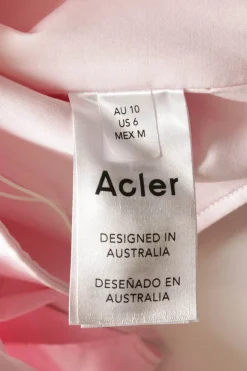 AU 10
US 6
MEX M
Acler
DESIGNED IN
AUSTRALIA
DESEÑADO EN
AUSTRALIA